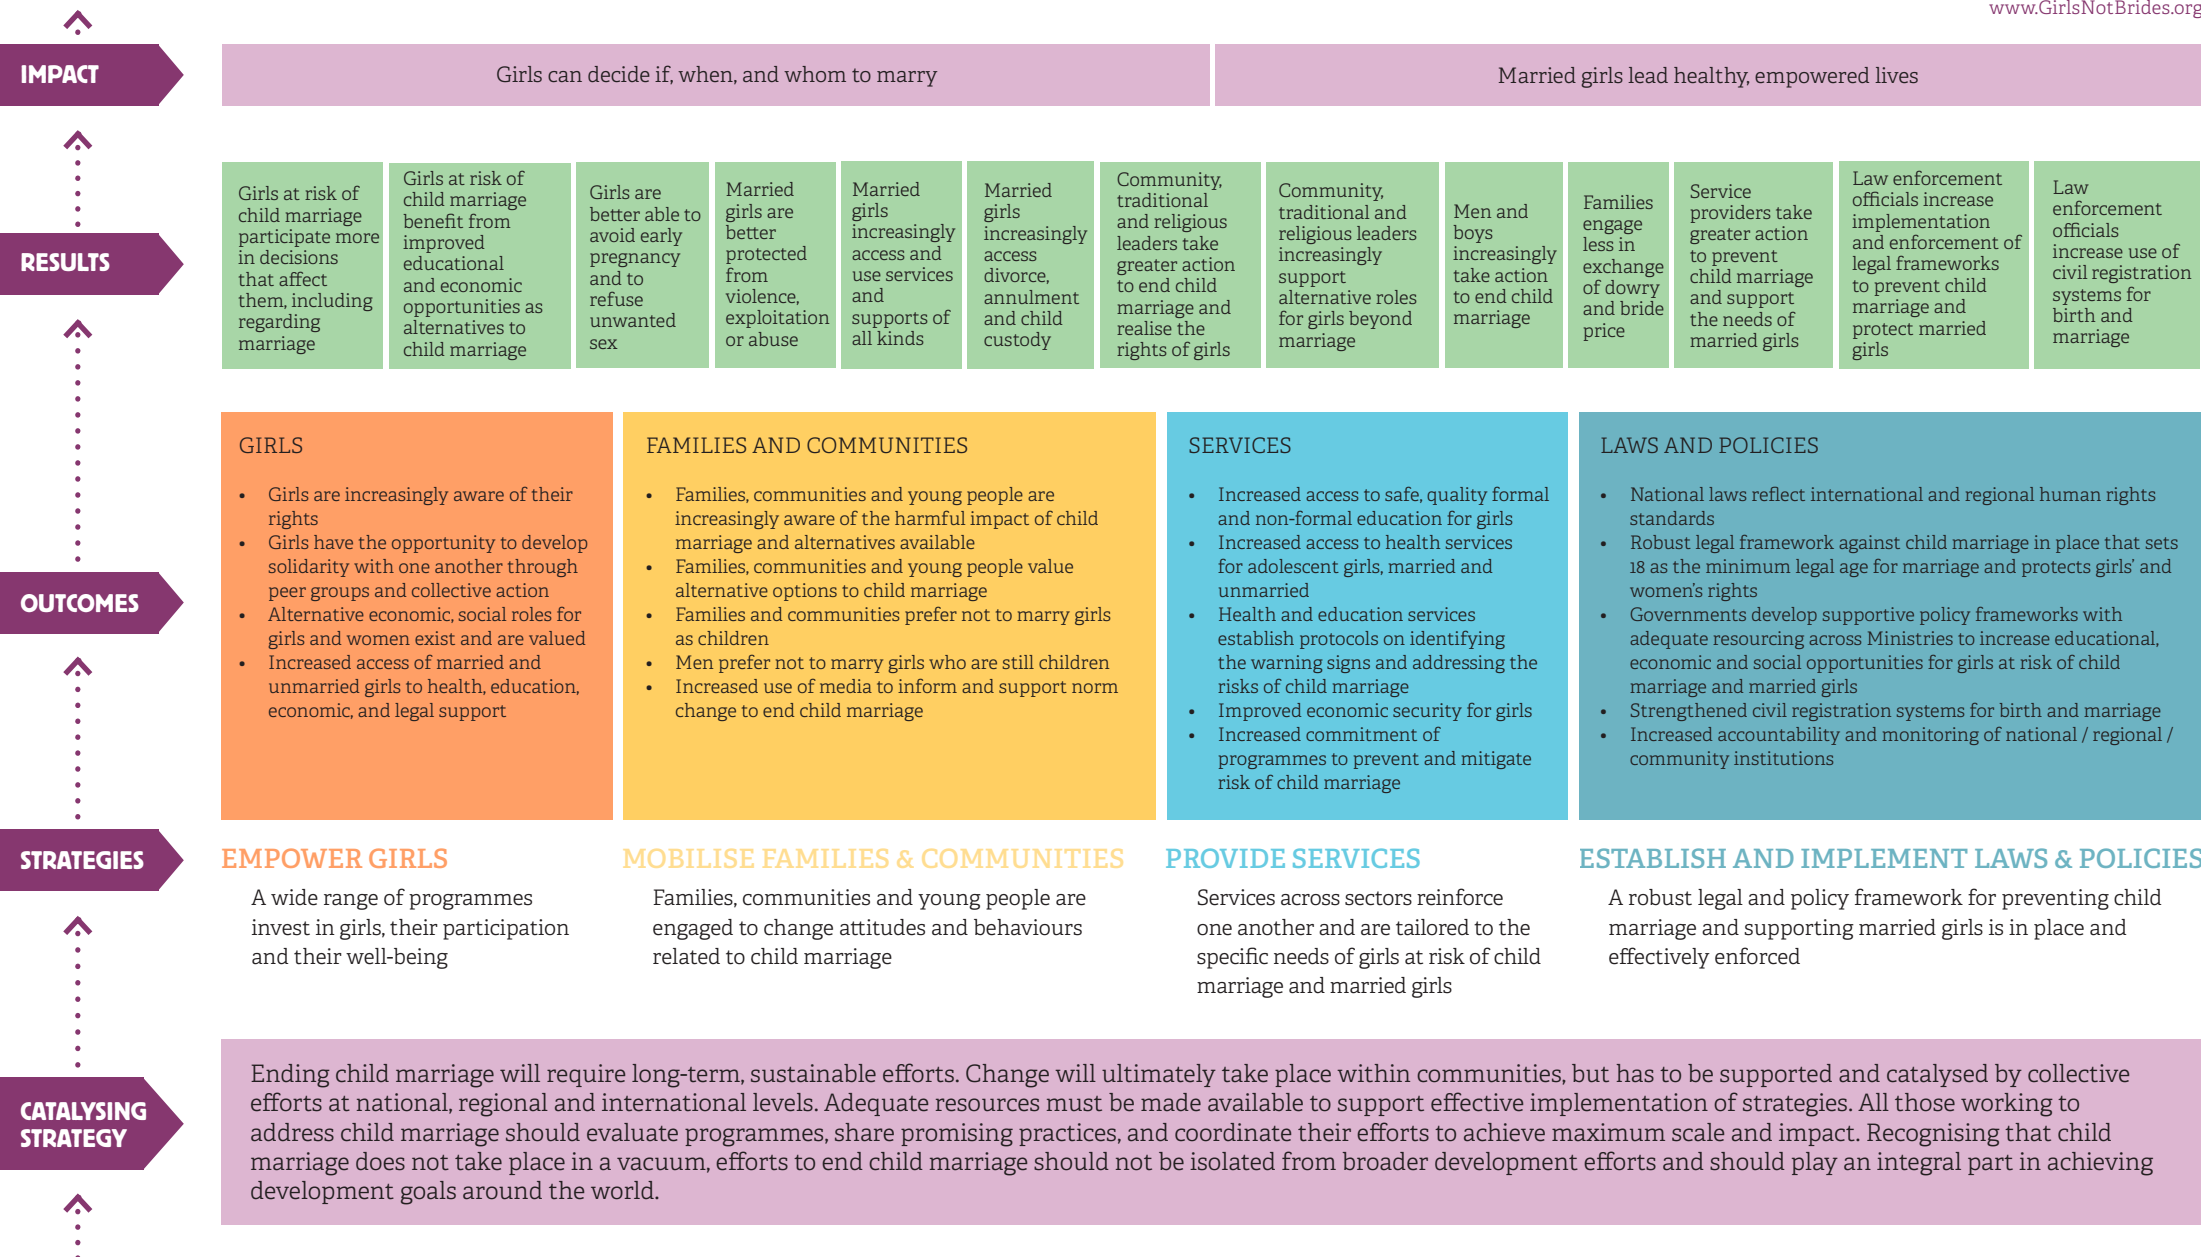 www.GirlsNotBrides.org
IMPACT
Girls can decide if, when, and whom to marry
Married girls lead healthy, empowered lives
RESULTS
Girls at risk of
child marriage
participate more
in decisions
that affect
them, including
regarding
marriage
Girls at risk of
child marriage
benefit from
improved
educational
and economic
opportunities as
alternatives to
child marriage
Girls are
better able to
avoid early
pregnancy
and to
refuse
unwanted
sex
Married
girls are
better
protected
from
violence,
exploitation
or abuse
Married
girls
increasingly
access and
use services
and
supports of
all kinds
Married
girls
increasingly
access
divorce,
annulment
and child
custody
Community,
traditional
and religious
leaders take
greater action
to end child
marriage and
realise the
rights of girls
Community,
traditional and
religious leaders
increasingly
support
alternative roles
for girls beyond
marriage
Men and
boys
increasingly
take action
to end child
marriage
Families
engage
less in
exchange
of dowry
and bride
price
Service
providers take
greater action
to prevent
child marriage
and support
the needs of
married girls
Law enforcement
officials increase
implementation
and enforcement of
legal frameworks
to prevent child
marriage and
protect married
girls
Law
enforcement
officials
increase use of
civil registration
systems for
birth and
marriage
OUTCOMES
GIRLS
• Girls are increasingly aware of their
rights
• Girls have the opportunity to develop
solidarity with one another through
peer groups and collective action
• Alternative economic, social roles for
girls and women exist and are valued
• Increased access of married and
unmarried girls to health, education,
economic, and legal support
FAMILIES AND COMMUNITIES
• Families, communities and young people are
increasingly aware of the harmful impact of child
marriage and alternatives available
• Families, communities and young people value
alternative options to child marriage
• Families and communities prefer not to marry girls
as children
• Men prefer not to marry girls who are still children
• Increased use of media to inform and support norm
change to end child marriage
SERVICES
• Increased access to safe, quality formal
and non-formal education for girls
• Increased access to health services
for adolescent girls, married and
unmarried
• Health and education services
establish protocols on identifying
the warning signs and addressing the
risks of child marriage
• Improved economic security for girls
• Increased commitment of
programmes to prevent and mitigate
risk of child marriage
LAWS AND POLICIES
• National laws reflect international and regional human rights
standards
• Robust legal framework against child marriage in place that sets
18 as the minimum legal age for marriage and protects girls’ and
women’s rights
• Governments develop supportive policy frameworks with
adequate resourcing across Ministries to increase educational,
economic and social opportunities for girls at risk of child
marriage and married girls
• Strengthened civil registration systems for birth and marriage
• Increased accountability and monitoring of national / regional /
community institutions
STRATEGIES
EMPOWER GIRLS
A wide range of programmes
invest in girls, their participation
and their well-being
MOBILISE FAMILIES & COMMUNITIES
Families, communities and young people are
engaged to change attitudes and behaviours
related to child marriage
PROVIDE SERVICES
Services across sectors reinforce
one another and are tailored to the
specific needs of girls at risk of child
marriage and married girls
ESTABLISH AND IMPLEMENT LAWS & POLICIES
A robust legal and policy framework for preventing child
marriage and supporting married girls is in place and
effectively enforced
CATALYSING
STRATEGY
Ending child marriage will require long-term, sustainable efforts. Change will ultimately take place within communities, but has to be supported and catalysed by collective
efforts at national, regional and international levels. Adequate resources must be made available to support effective implementation of strategies. All those working to
address child marriage should evaluate programmes, share promising practices, and coordinate their efforts to achieve maximum scale and impact. Recognising that child
marriage does not take place in a vacuum, efforts to end child marriage should not be isolated from broader development efforts and should play an integral part in achieving
development goals around the world.